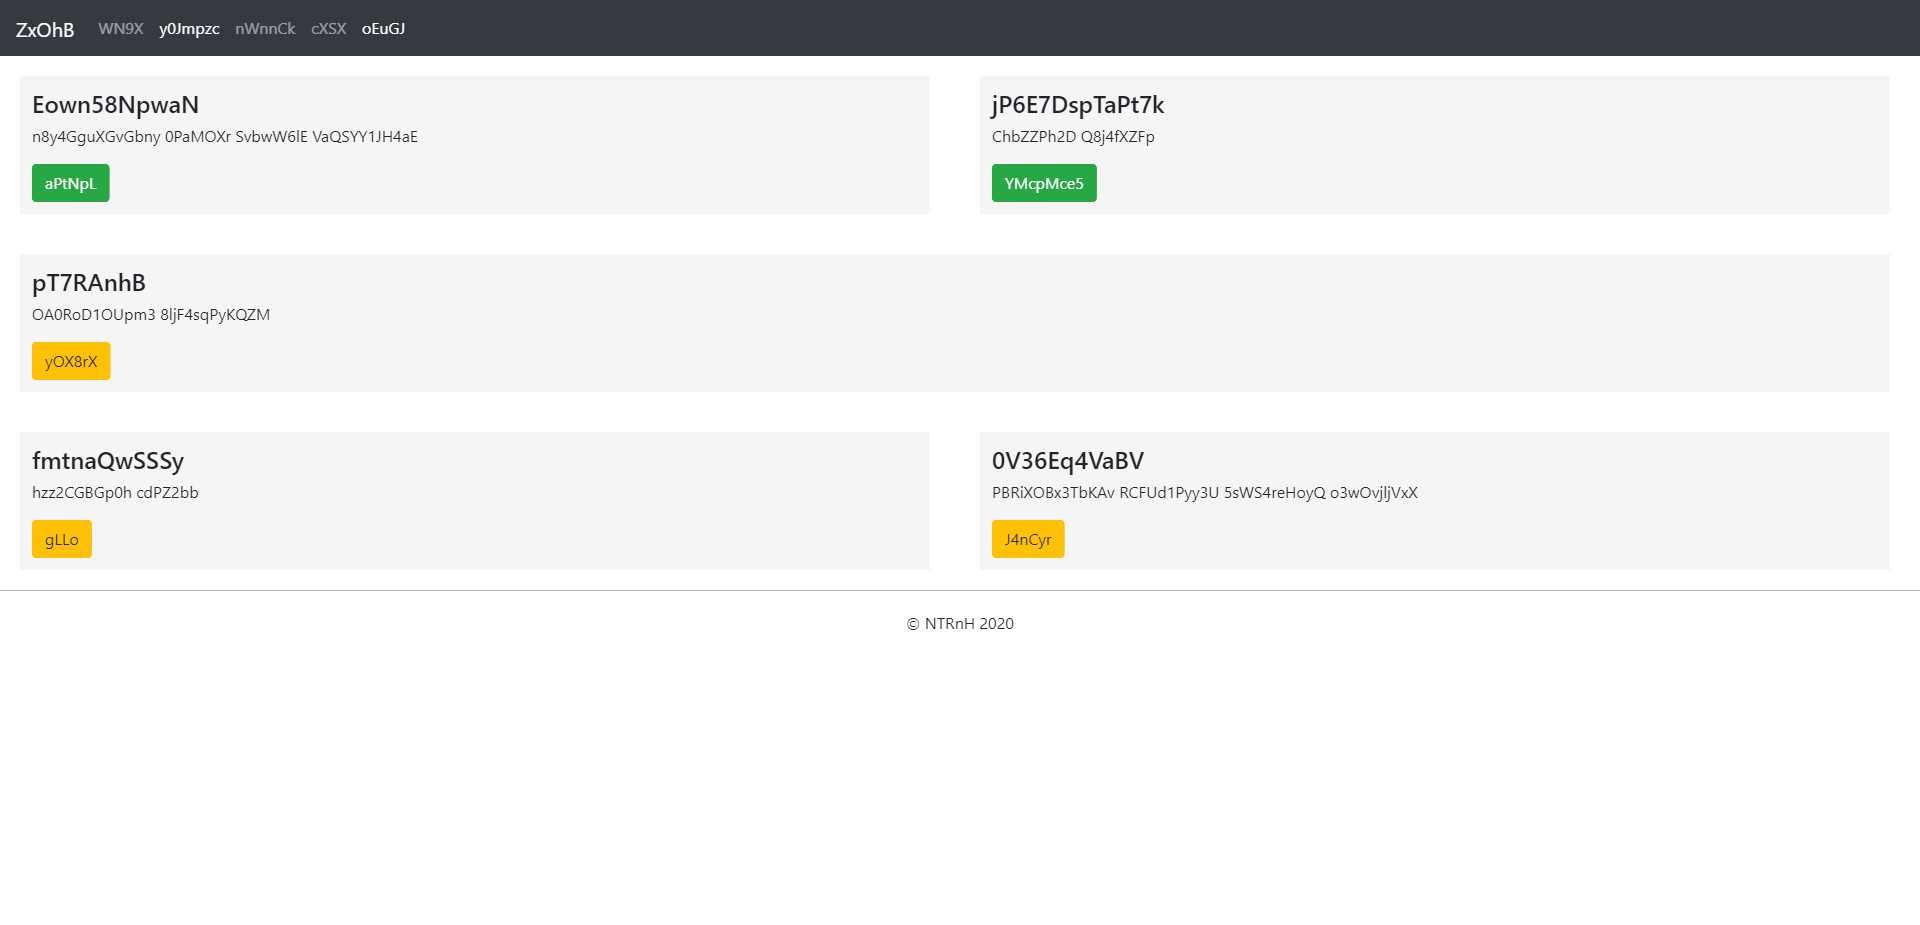 ZxOhB WN9X y0Jmpzc nWnnCk cXSX oEuGJ
Eown58NpwaN
n8y4GguXGvGbny 0PaMOXr SvbwW6lE VaQSYY1JH4aE
aPtNpL
jP6E7DspTaPt7k
ChbZZPh2D Q8j4fXZFp
YMcpMce5
pT7RAnhB
OA0RoD1OUpm3 8ljF4sqPyKQZM
yOX8rX
fmtnaQwSSSy
hzz2CGBGp0h cdPZ2bb
gLLo
0V36Eq4VaBV
PBRiXOBx3TbKAv RCFUd1Pyy3U 5sWS4reHoyQ o3wOvjljVxX
J4nCyr
© NTRnH 2020